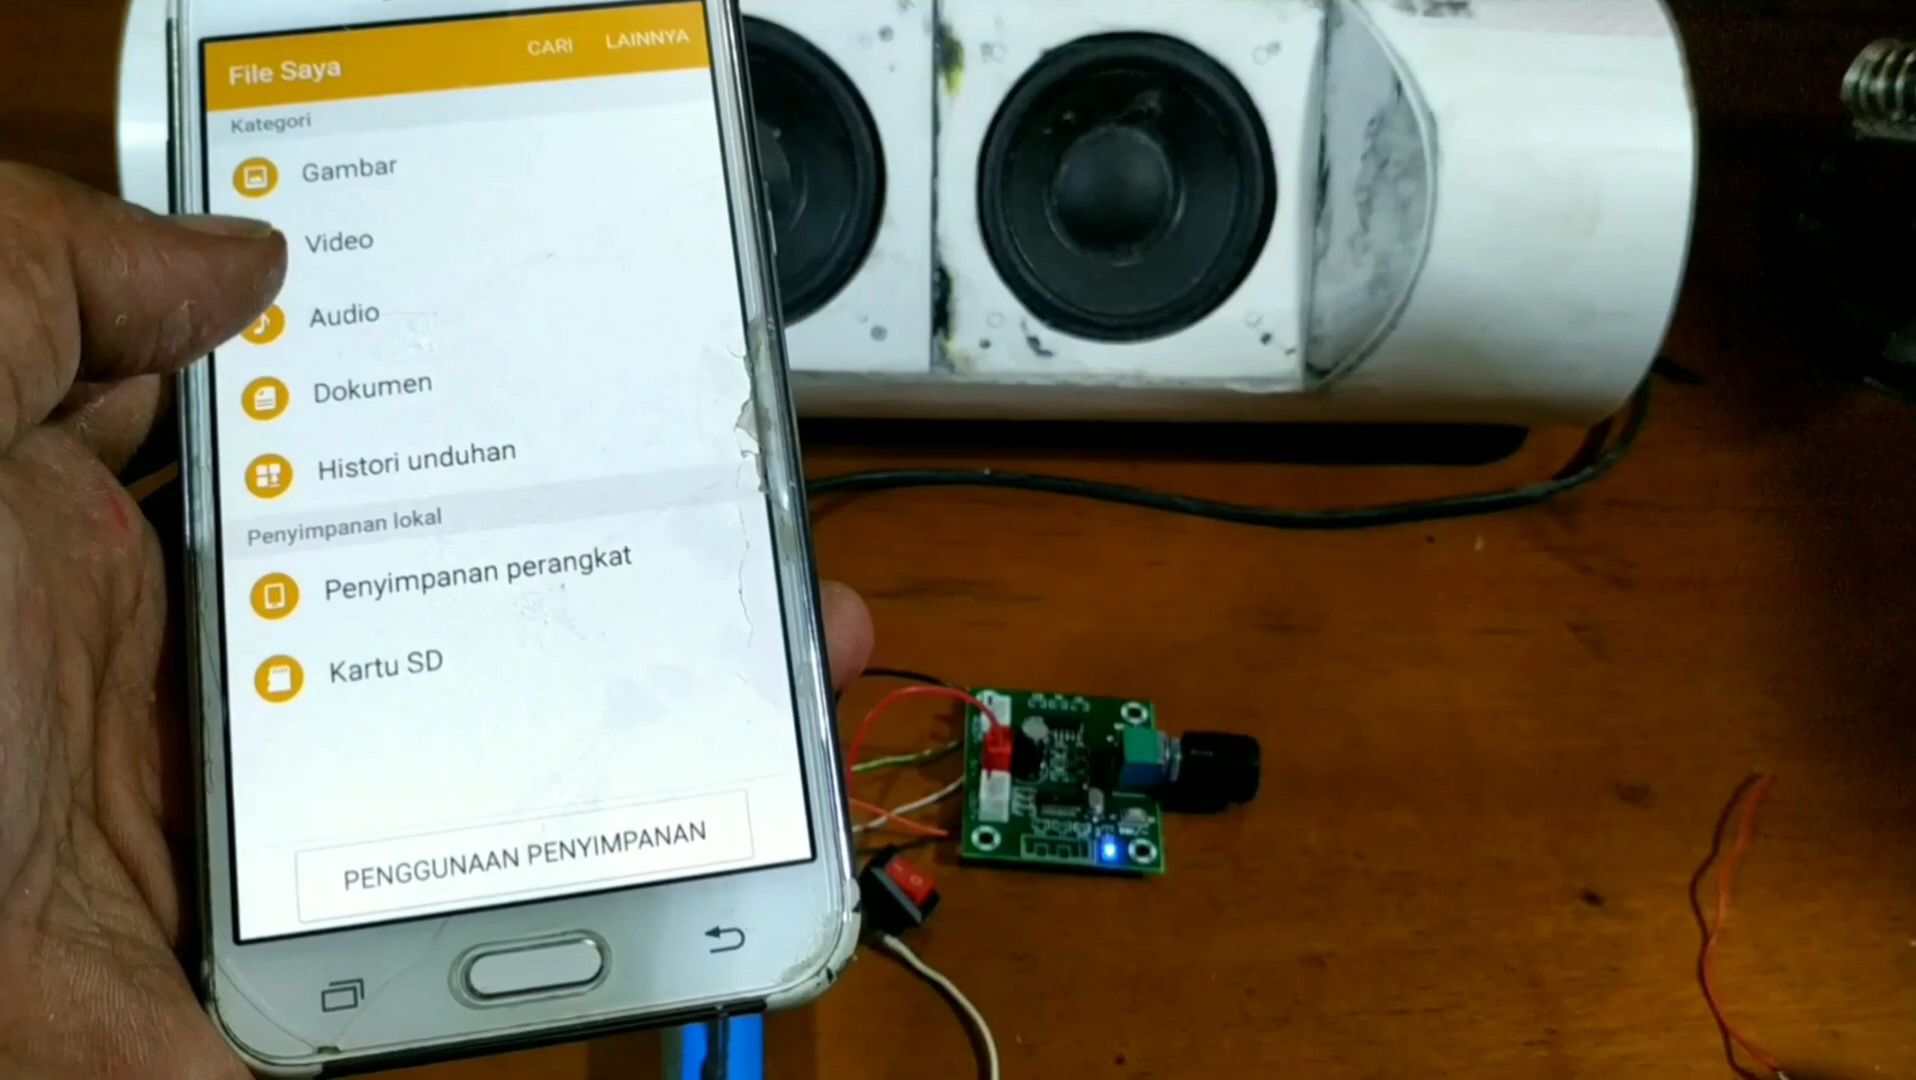 File Saya
CARI
LAINNYA
Kategori
Gambar
Video
Audio
Dokumen
Histori unduhan
Penyimpanan lokal
Penyimpanan perangkat
Kartu SD
PENGGUNAAN PENYIMPANAN